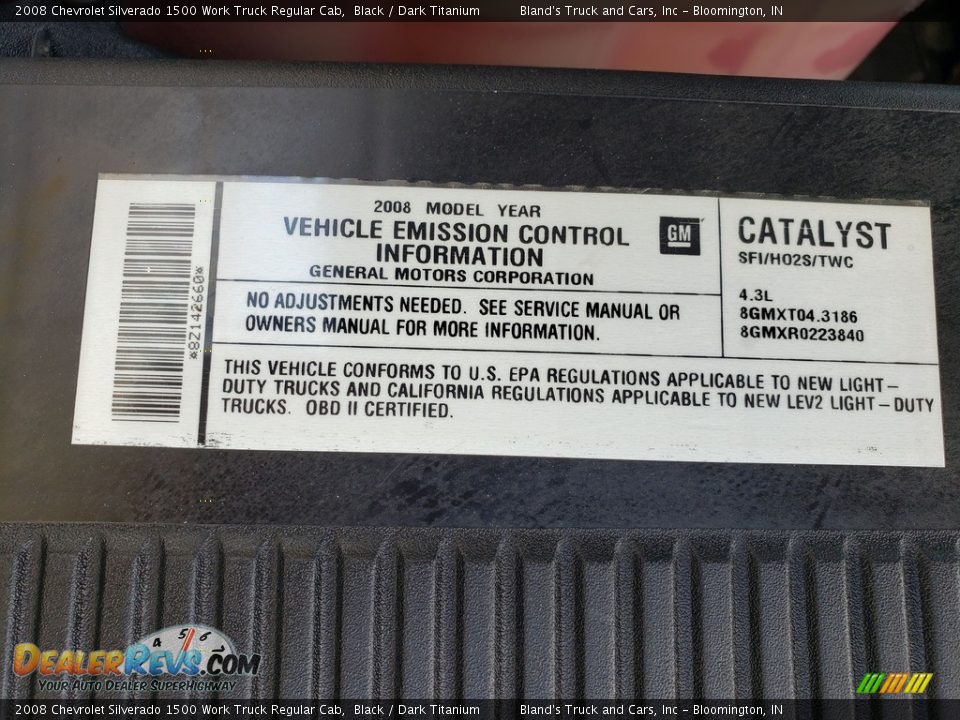 2008 Chevrolet Silverado 1500 Work Truck Regular Cab, Black / Dark Titanium Bland's Truck and Cars, Inc - Bloomington, IN
*8Z142660*
2008 MODEL YEAR
VEHICLE EMISSION CONTROL
INFORMATION
GENERAL MOTORS CORPORATION
GM
NO ADJUSTMENTS NEEDED. SEE SERVICE MANUAL OR
OWNERS MANUAL FOR MORE INFORMATION.
CATALYST
SFI/HO2S/TWC
4.3L
8GMXT04.3186
8GMXR0223840
THIS VEHICLE CONFORMS TO U.S. EPA REGULATIONS APPLICABLE TO NEW LIGHT-
DUTY TRUCKS AND CALIFORNIA REGULATIONS APPLICABLE TO NEW LEV2 LIGHT-DUTY
TRUCKS. OBD II CERTIFIED.
4 5 6
DEALERREVS.COM
YOUR AUTO DEALER SUPERHIGHWAY
2008 Chevrolet Silverado 1500 Work Truck Regular Cab, Black / Dark Titanium Bland's Truck and Cars, Inc - Bloomington, IN